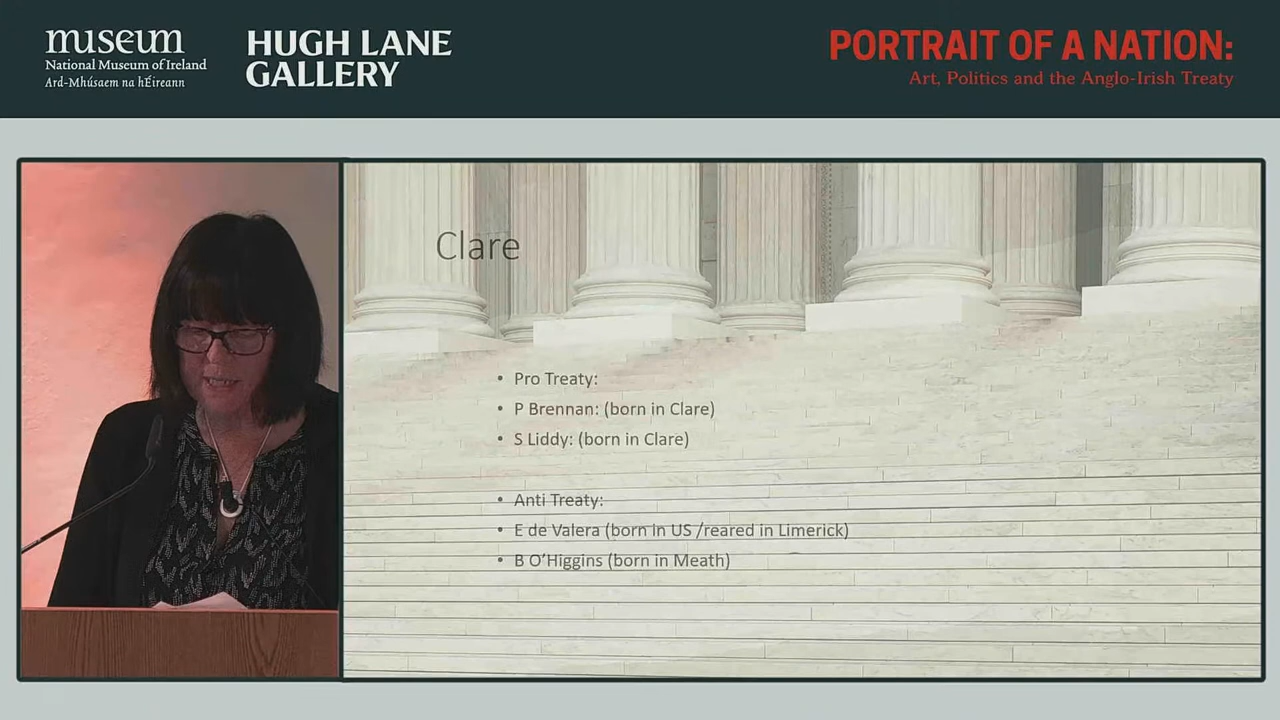 museum
National Museum of Ireland
Ard-Mhúsaem na hÉireann
HUGH LANE
GALLERY
PORTRAIT OF A NATION:
Art, Politics and the Anglo-Irish Treaty
Clare
• Pro Treaty:
• P Brennan: (born in Clare)
• S Liddy: (born in Clare)
• Anti Treaty:
• E de Valera (born in US /reared in Limerick)
• B O’Higgins (born in Meath)